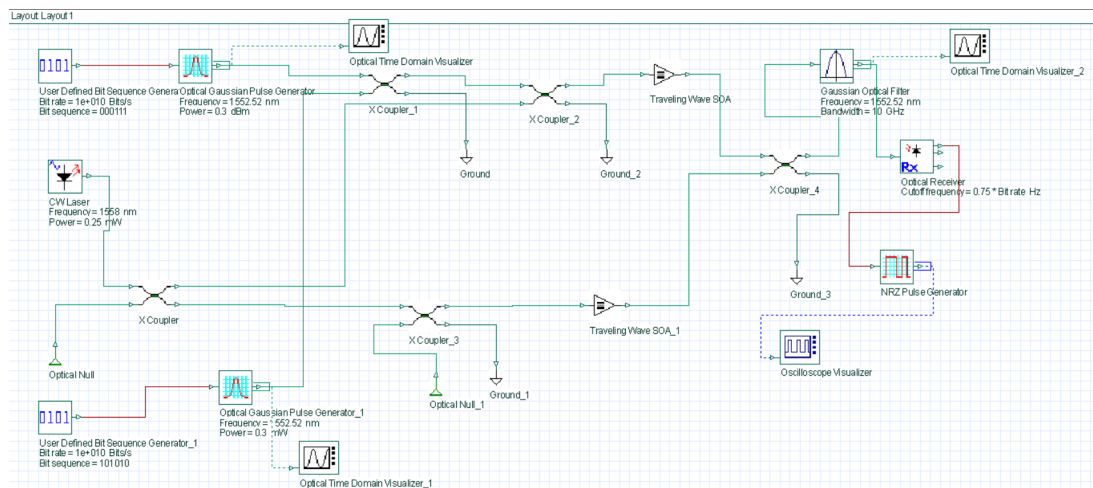 Layout: Layout 1
Optical Time Domain Visualizer
Optical Time Domain Visualizer_2
0101
User Defined Bit Sequence Genera
Bit rate = 1e+010 Bits/s
Bit sequence = 000111
Optical Gaussian Pulse Generator
Frequency = 1552.52 nm
Power = 0.3 dBm
X Coupler_1
X Coupler_2
Traveling Wave SOA
Gaussian Optical Filter
Frequency = 1552.52 nm
Bandwidth = 10 GHz
Ground
Ground_2
X Coupler_4
Rx
Optical Receiver
Cutoff frequency = 0.75 * Bit rate Hz
CW Laser
Frequency = 1558 nm
Power = 0.25 mW
Ground_3
NRZ Pulse Generator
X Coupler
X Coupler_3
Traveling Wave SOA_1
Oscilloscope Visualizer
Optical Null
Optical Null_1
Ground_1
0101
User Defined Bit Sequence Generator_1
Bit rate = 1e+010 Bits/s
Bit sequence = 101010
Optical Gaussian Pulse Generator_1
Frequency = 1552.52 nm
Power = 0.3 mW
Optical Time Domain Visualizer_1